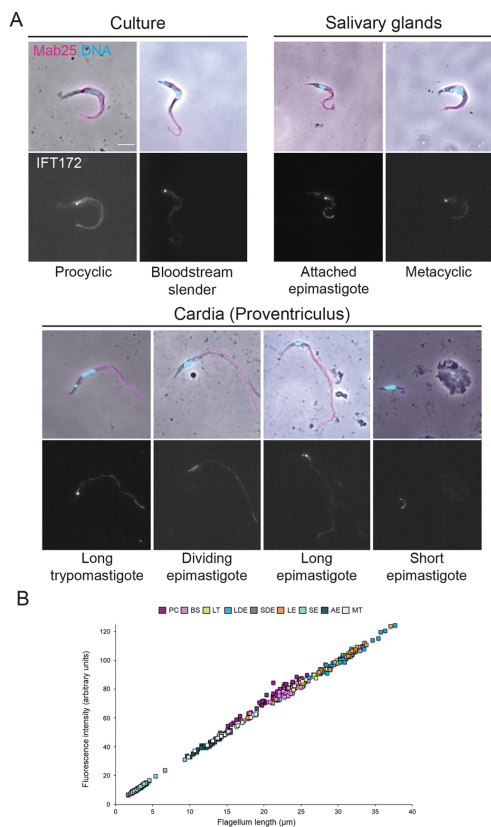 A
Culture
Salivary glands
Mab25 DNA
IFT172
Procyclic
Bloodstream
slender
Attached
epimastigote
Metacyclic
Cardia (Proventriculus)
Long
trypomastigote
Dividing
epimastigote
Long
epimastigote
Short
epimastigote
B
PC BS LT LDE SDE LE SE AE MT
Fluorescence intensity (arbitrary units)
120
100
80
60
40
20
0
0 5 10 15 20 25 30 35 40
Flagellum length (µm)